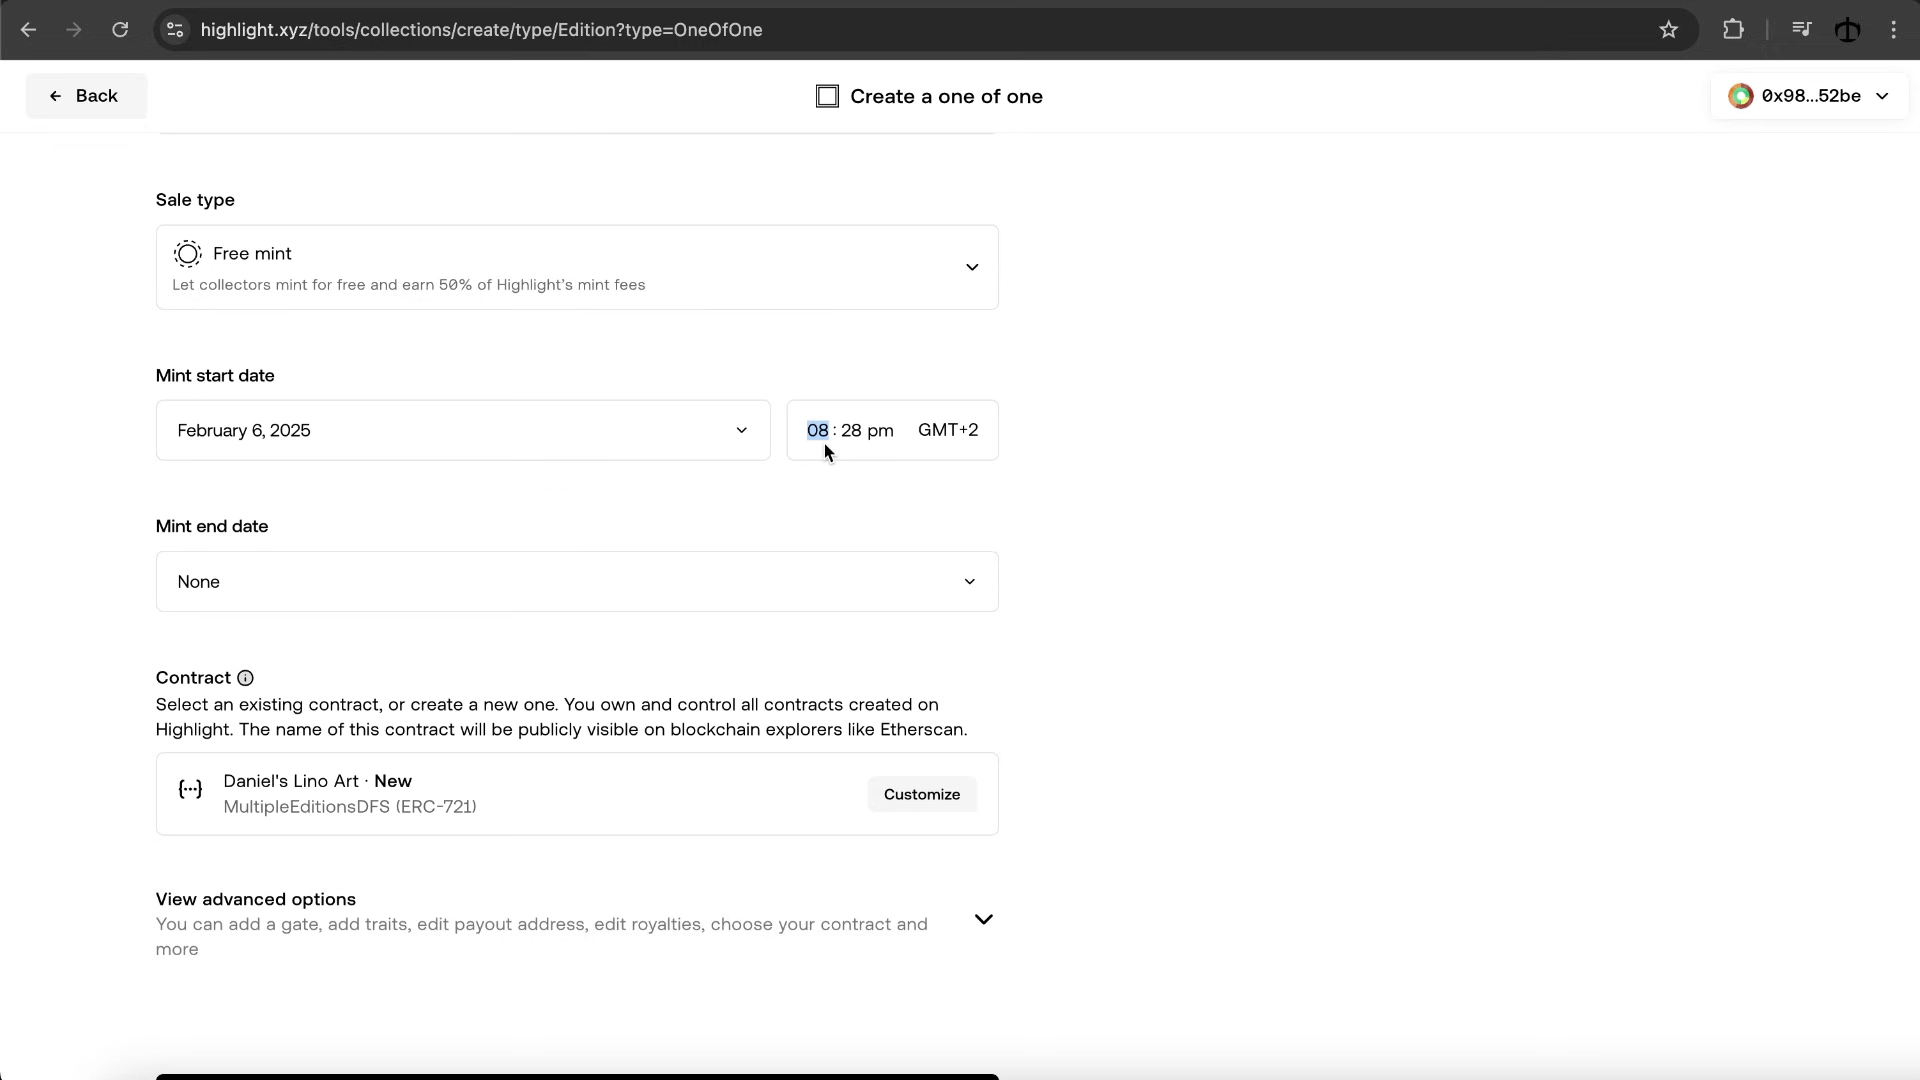 highlight.xyz/tools/collections/create/type/Edition?type=OneOfOne
Back
Create a one of one
0x98...52be
Sale type
Free mint
Let collectors mint for free and earn 50% of Highlight's mint fees
Mint start date
February 6, 2025
08 : 28 pm GMT+2
Mint end date
None
Contract
Select an existing contract, or create a new one. You own and control all contracts created on
Highlight. The name of this contract will be publicly visible on blockchain explorers like Etherscan.
Daniel's Lino Art · New
MultipleEditionsDFS (ERC-721)
Customize
View advanced options
You can add a gate, add traits, edit payout address, edit royalties, choose your contract and
more